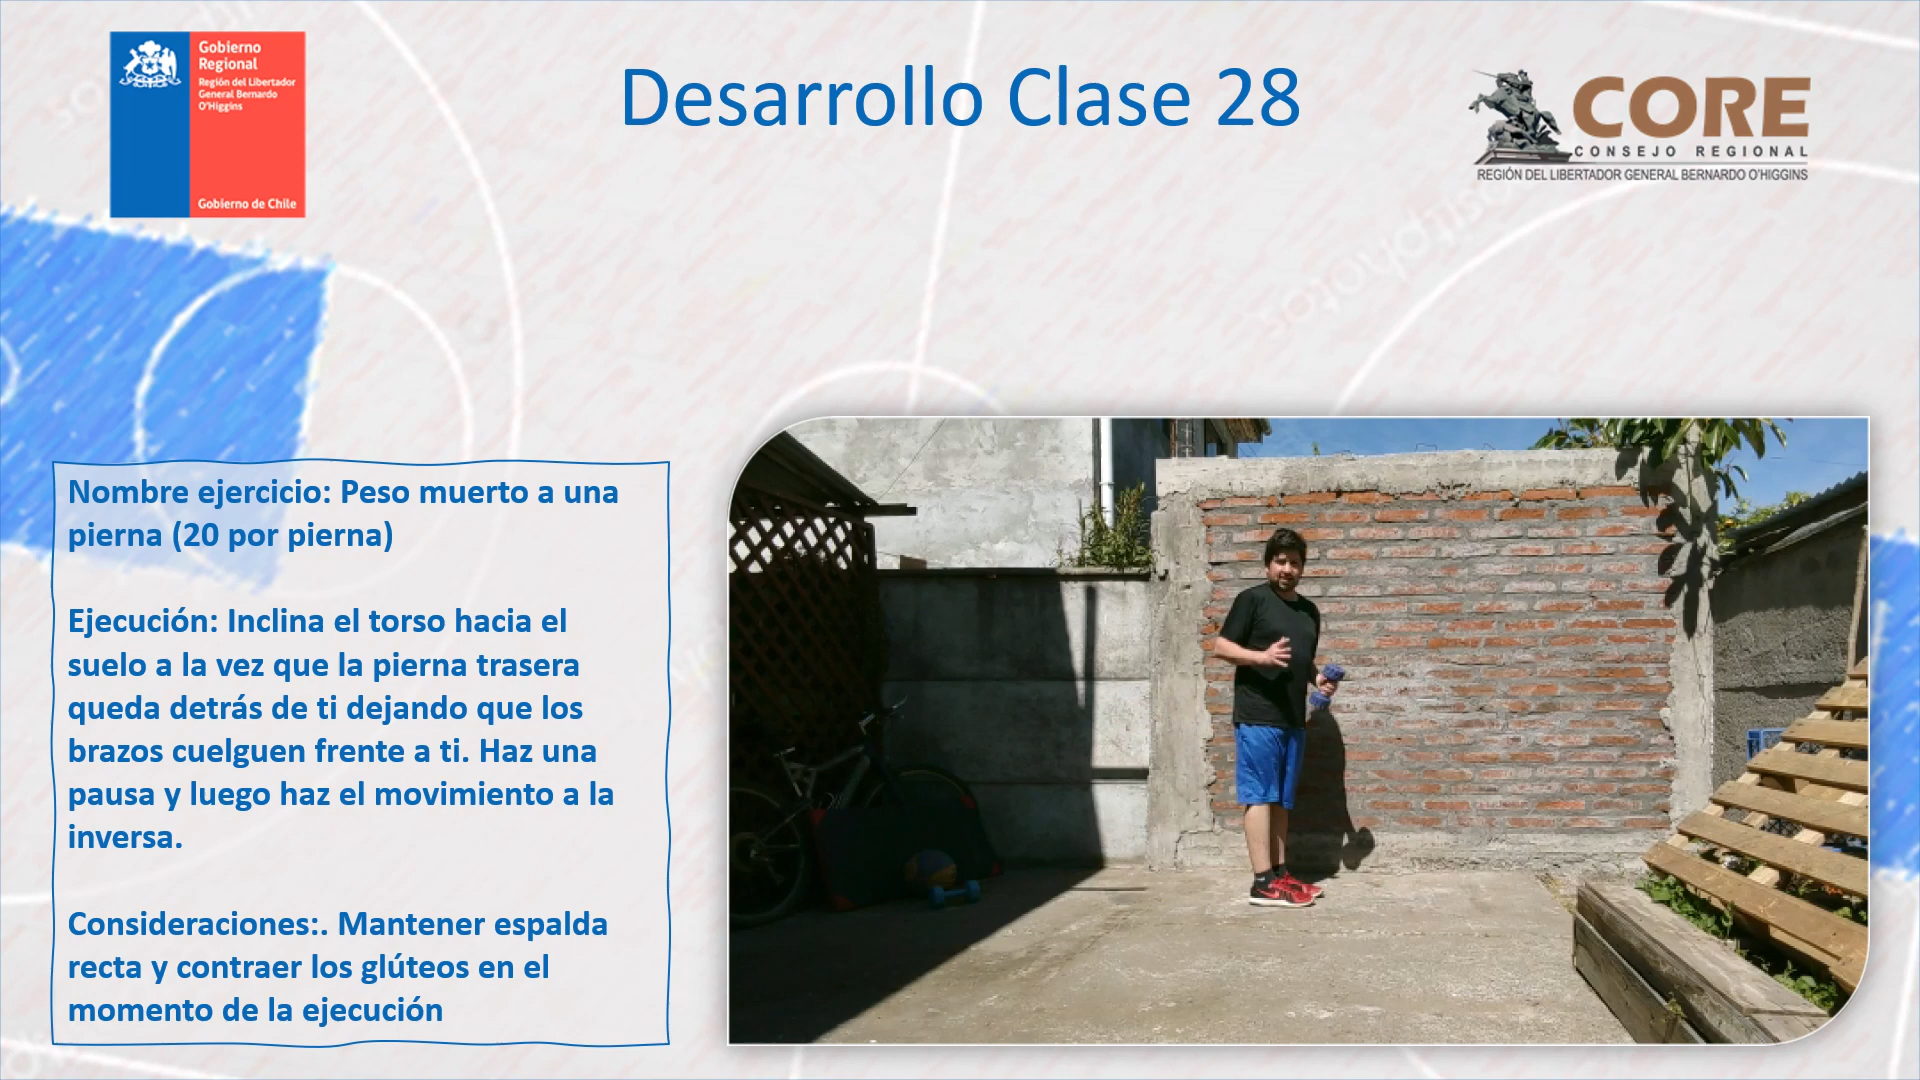 Gobierno
Regional
Región del Libertador
General Bernardo
O'Higgins
Gobierno de Chile
Desarrollo Clase 28
CORE
CONSEJO REGIONAL
REGIÓN DEL LIBERTADOR GENERAL BERNARDO O'HIGGINS
Nombre ejercicio: Peso muerto a una
pierna (20 por pierna)
Ejecución: Inclina el torso hacia el
suelo a la vez que la pierna trasera
queda detrás de ti dejando que los
brazos cuelguen frente a ti. Haz una
pausa y luego haz el movimiento a la
inversa.
Consideraciones:. Mantener espalda
recta y contraer los glúteos en el
momento de la ejecución